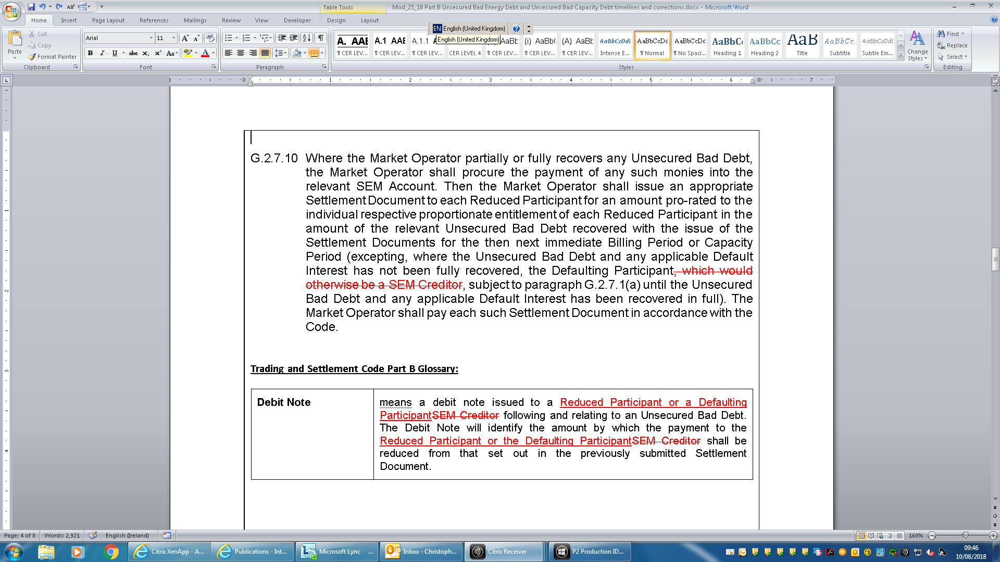 Table Tools
Mod_25_18 Part B Unsecured Bad Energy Debt and Unsecured Bad Capacity Debt timelines and corrections.docx - Microsoft Word
Home Insert Page Layout References Mailings Review View Developer Design Layout
EN English (United Kingdom)
English (United Kingdom)
Paste
Cut
Copy
Format Painter
Clipboard
Arial 11
B I U abc X₂ X² Aa
Font
Paragraph
A. AAE A.1 AAE A.1.1 AaBb (i) AaBb( (A) AaBb AaBbCcDdI AaBbCcDc AaBbCcDc AaBbC AaBbCc AaB AaBbCc. AaBbCcDdI
¶ CER LEV... ¶ CER LEV... ¶ CER LEV... CER LEVEL 4 ¶ CER LEV... ¶ CER LEV... ¶ CER LEV... Intense E... ¶ Normal ¶ No Spaci... Heading 1 Heading 2 Title Subtitle Subtle Em...
Styles
Change Styles
Find
Replace
Select
Editing
1 1 2 3 4 5 6 7
G.2.7.10 Where the Market Operator partially or fully recovers any Unsecured Bad Debt,
the Market Operator shall procure the payment of any such monies into the
relevant SEM Account. Then the Market Operator shall issue an appropriate
Settlement Document to each Reduced Participant for an amount pro-rated to the
individual respective proportionate entitlement of each Reduced Participant in the
amount of the relevant Unsecured Bad Debt recovered with the issue of the
Settlement Documents for the then next immediate Billing Period or Capacity
Period (excepting, where the Unsecured Bad Debt and any applicable Default
Interest has not been fully recovered, the Defaulting Participant, which would
otherwise be a SEM Creditor, subject to paragraph G.2.7.1(a) until the Unsecured
Bad Debt and any applicable Default Interest has been recovered in full). The
Market Operator shall pay each such Settlement Document in accordance with the
Code.
Trading and Settlement Code Part B Glossary:
Debit Note
means a debit note issued to a Reduced Participant or a Defaulting
ParticipantSEM Creditor following and relating to an Unsecured Bad Debt.
The Debit Note will identify the amount by which the payment to the
Reduced Participant or the Defaulting ParticipantSEM Creditor shall be
reduced from that set out in the previously submitted Settlement
Document.
1
2
3
4
Page: 4 of 8 Words: 2,921 English (Ireland) 160%
Citrix XenApp - A... Publications - Int... Microsoft Lync ... Inbox - Christoph... Citrix Receiver P2 Production ID...
09:46
10/08/2018